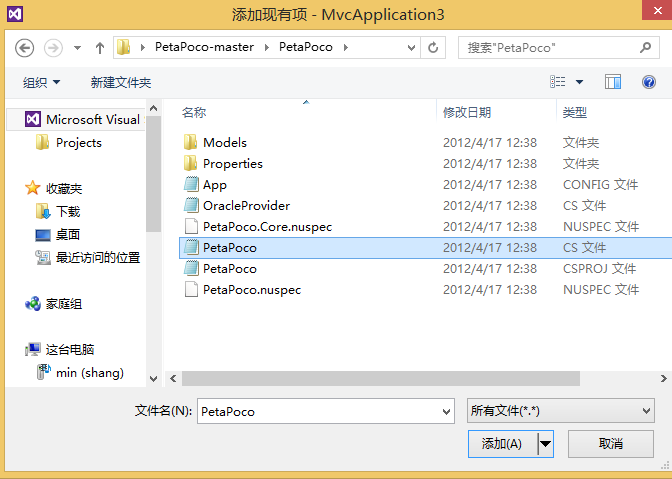 添加现有项 - MvcApplication3
PetaPoco-master PetaPoco
搜索"PetaPoco"
组织 新建文件夹
名称 修改日期 类型
Microsoft Visual
Projects
收藏夹
下载
桌面
最近访问的位置
家庭组
这台电脑
min (shang)
Models 2012/4/17 12:38 文件夹
Properties 2012/4/17 12:38 文件夹
App 2012/4/17 12:38 CONFIG 文件
OracleProvider 2012/4/17 12:38 CS 文件
PetaPoco.Core.nuspec 2012/4/17 12:38 NUSPEC 文件
PetaPoco 2012/4/17 12:38 CS 文件
PetaPoco 2012/4/17 12:38 CSPROJ 文件
PetaPoco.nuspec 2012/4/17 12:38 NUSPEC 文件
文件名(N): PetaPoco
所有文件(*.*)
添加(A) 取消